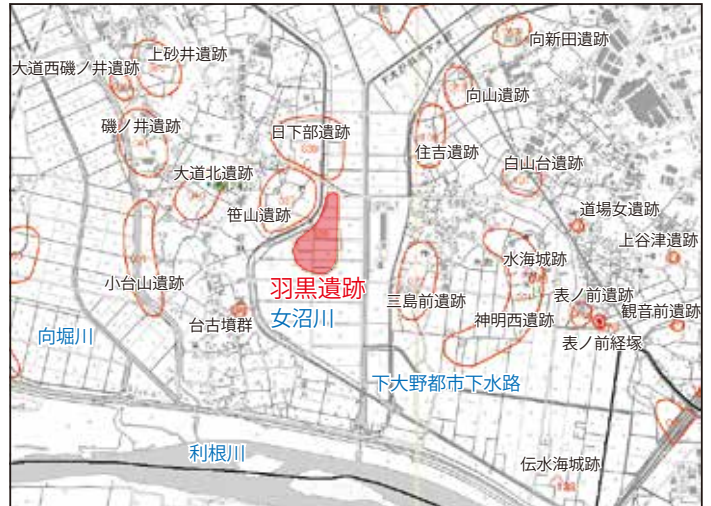 向新田遺跡
上砂井遺跡
大道西磯ノ井遺跡
向山遺跡
磯ノ井遺跡
日下部遺跡
住吉遺跡
大道北遺跡
白山台遺跡
笹山遺跡
道場女遺跡
上谷津遺跡
水海城跡
小台山遺跡
羽黒遺跡
三島前遺跡
表ノ前遺跡
観音前遺跡
台古墳群
女沼川
神明西遺跡
向堀川
表ノ前経塚
下大野都市下水路
利根川
伝水海城跡